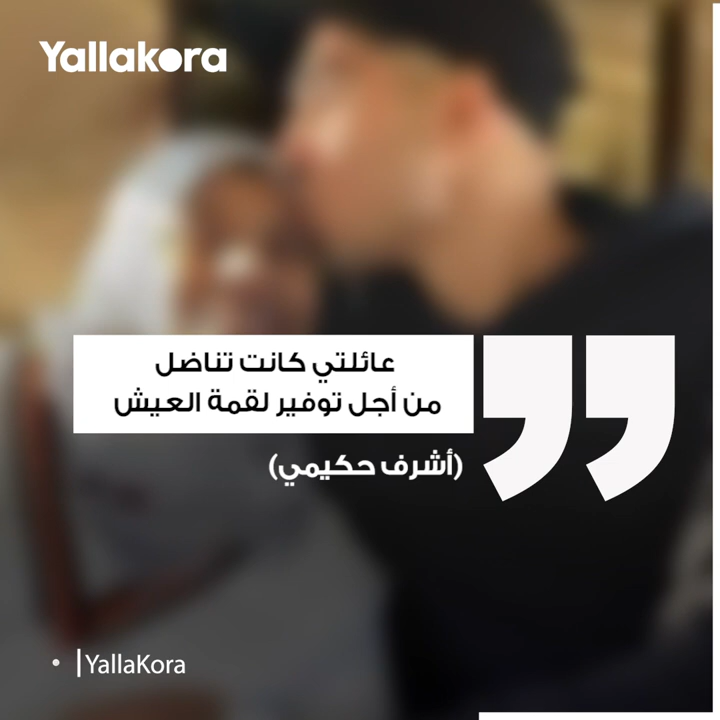 Yallakora
عائلتي كانت تناضل
من أجل توفير لقمة العيش
(أشرف حكيمي)
YallaKora